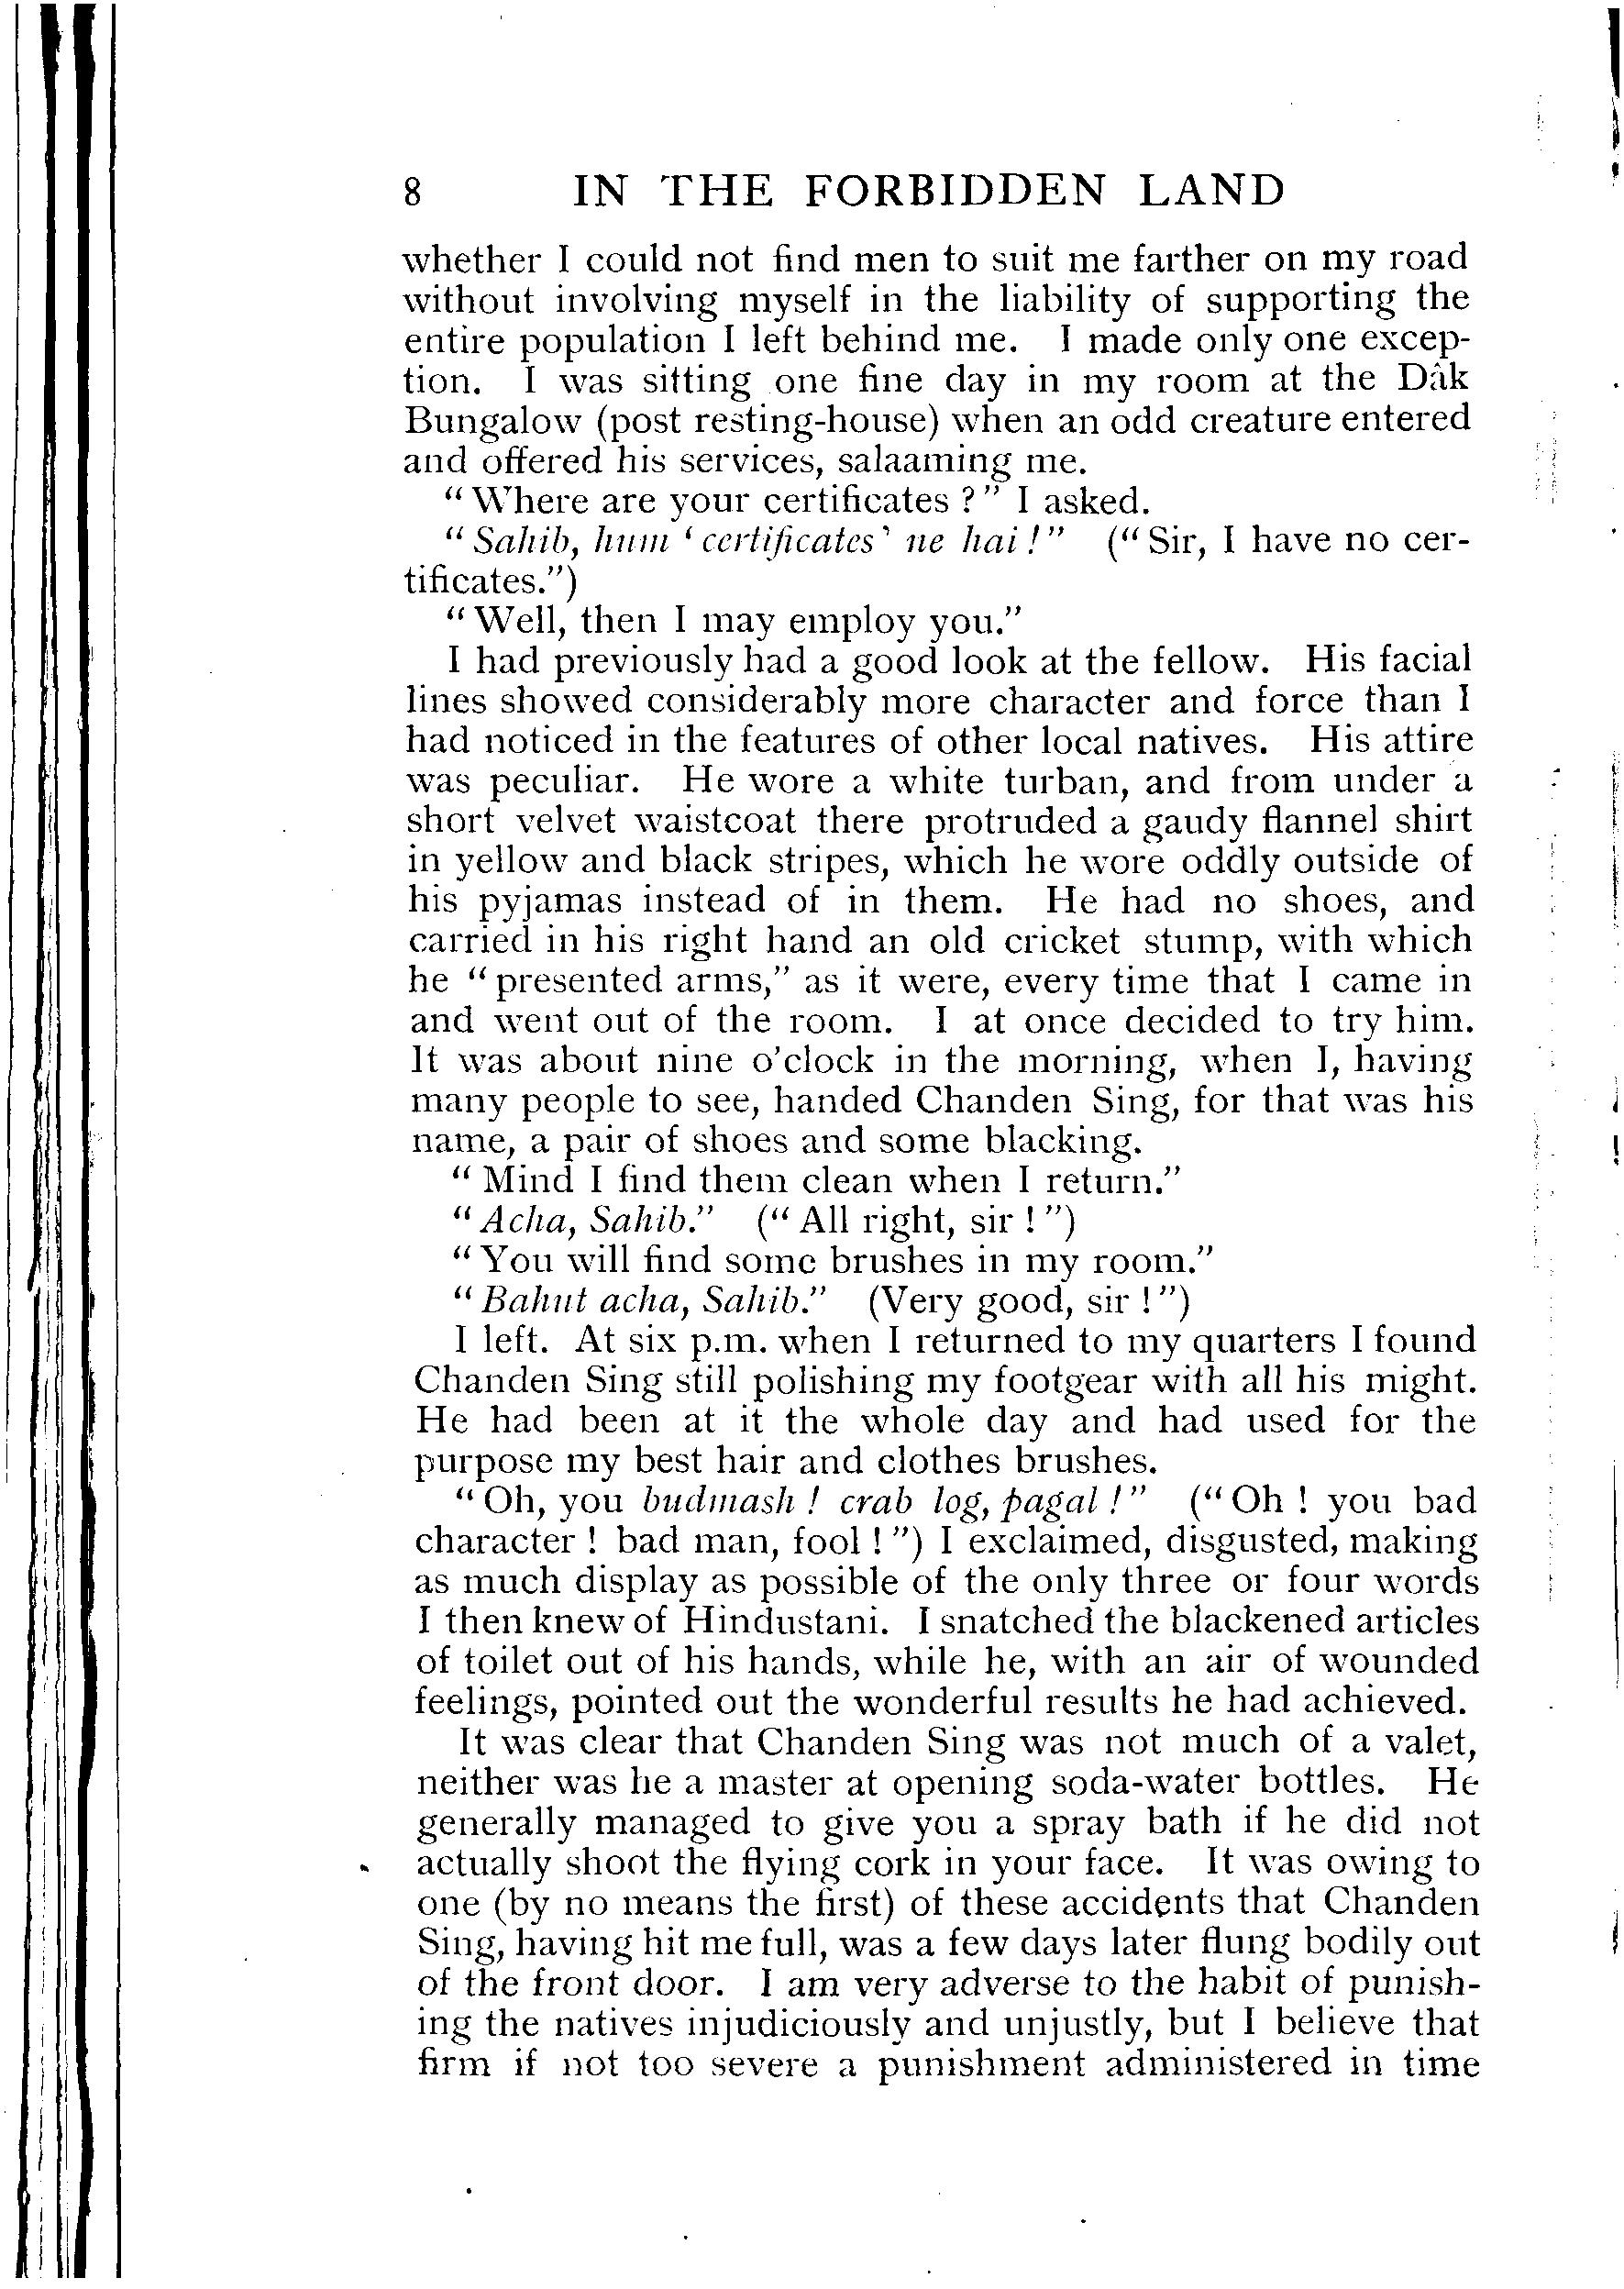 8 IN THE FORBIDDEN LAND
whether I could not find men to suit me farther on my road
without involving myself in the liability of supporting the
entire population I left behind me. I made only one excep-
tion. I was sitting one fine day in my room at the Dâk
Bungalow (post resting-house) when an odd creature entered
and offered his services, salaaming me.
"Where are your certificates?" I asked.
"Sahib, hum 'certificates' ne hai!" ("Sir, I have no cer-
tificates.")
"Well, then I may employ you."
I had previously had a good look at the fellow. His facial
lines showed considerably more character and force than I
had noticed in the features of other local natives. His attire
was peculiar. He wore a white turban, and from under a
short velvet waistcoat there protruded a gaudy flannel shirt
in yellow and black stripes, which he wore oddly outside of
his pyjamas instead of in them. He had no shoes, and
carried in his right hand an old cricket stump, with which
he "presented arms," as it were, every time that I came in
and went out of the room. I at once decided to try him.
It was about nine o'clock in the morning, when I, having
many people to see, handed Chanden Sing, for that was his
name, a pair of shoes and some blacking.
"Mind I find them clean when I return."
"Acha, Sahib." ("All right, sir!")
"You will find some brushes in my room."
"Bahut acha, Sahib." (Very good, sir!")
I left. At six p.m. when I returned to my quarters I found
Chanden Sing still polishing my footgear with all his might.
He had been at it the whole day and had used for the
purpose my best hair and clothes brushes.
"Oh, you budmash! crab log, pagal!" ("Oh! you bad
character! bad man, fool!") I exclaimed, disgusted, making
as much display as possible of the only three or four words
I then knew of Hindustani. I snatched the blackened articles
of toilet out of his hands, while he, with an air of wounded
feelings, pointed out the wonderful results he had achieved.
It was clear that Chanden Sing was not much of a valet,
neither was he a master at opening soda-water bottles. He
generally managed to give you a spray bath if he did not
actually shoot the flying cork in your face. It was owing to
one (by no means the first) of these accidents that Chanden
Sing, having hit me full, was a few days later flung bodily out
of the front door. I am very adverse to the habit of punish-
ing the natives injudiciously and unjustly, but I believe that
firm if not too severe a punishment administered in time